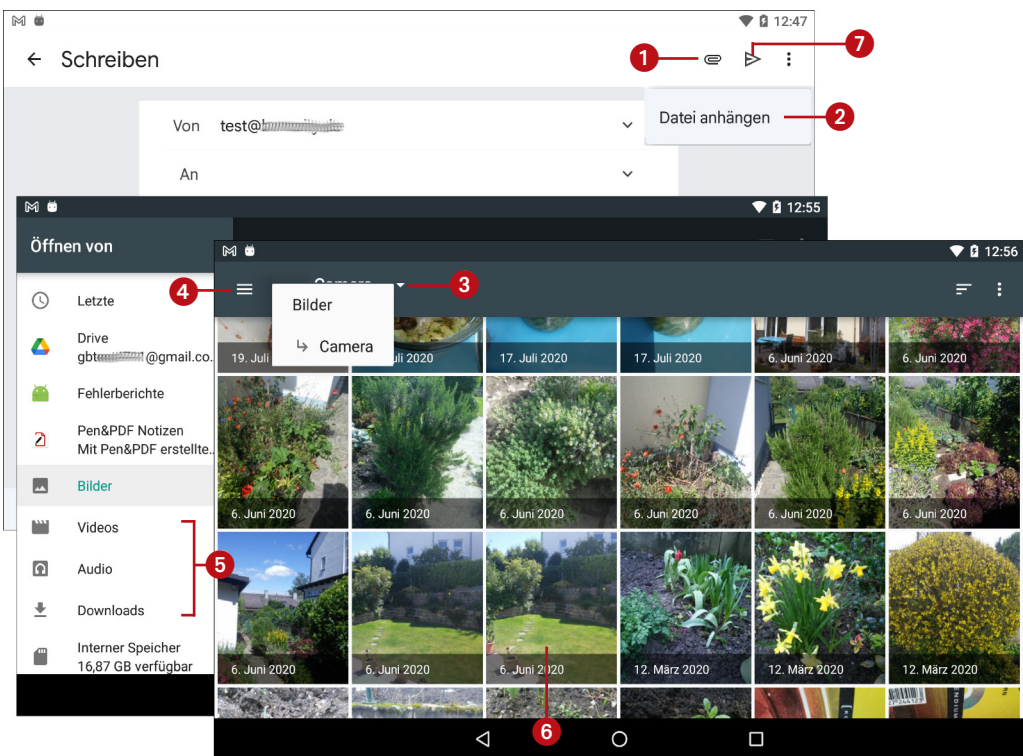 12:47
7
Schreiben
1
Datei anhängen
2
Von test@
An
12:55
Öffnen von
12:56
4
Camera
3
Letzte
Bilder
Camera
Drive
gbt @gmail.co..
19. Juli
uli 2020
17. Juli 2020
17. Juli 2020
6. Juni 2020
6. Juni 2020
Fehlerberichte
Pen&PDF Notizen
Mit Pen&PDF erstellte..
Bilder
6. Juni 2020
6. Juni 2020
6. Juni 2020
6. Juni 2020
6. Juni 2020
6. Juni 2020
Videos
5
Audio
Downloads
Interner Speicher
16,87 GB verfügbar
6. Juni 2020
6. Juni 2020
6. Juni 2020
12. März 2020
12. März 2020
12. März 2020
6